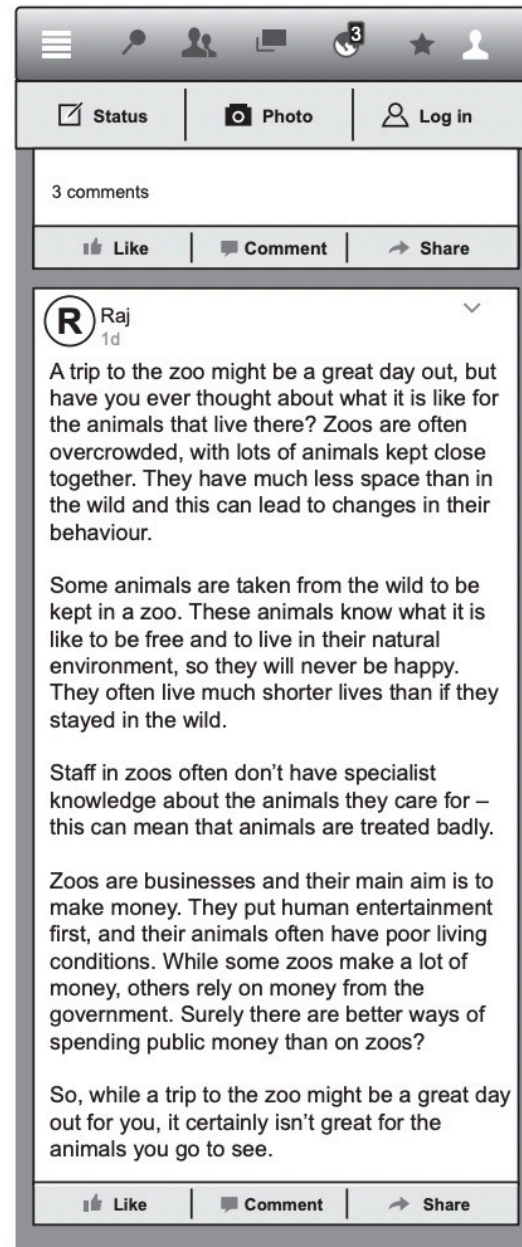 3
Status
Photo
Log in
3 comments
Like
Comment
Share
R
Raj
1d
A trip to the zoo might be a great day out, but
have you ever thought about what it is like for
the animals that live there? Zoos are often
overcrowded, with lots of animals kept close
together. They have much less space than in
the wild and this can lead to changes in their
behaviour.
Some animals are taken from the wild to be
kept in a zoo. These animals know what it is
like to be free and to live in their natural
environment, so they will never be happy.
They often live much shorter lives than if they
stayed in the wild.
Staff in zoos often don’t have specialist
knowledge about the animals they care for –
this can mean that animals are treated badly.
Zoos are businesses and their main aim is to
make money. They put human entertainment
first, and their animals often have poor living
conditions. While some zoos make a lot of
money, others rely on money from the
government. Surely there are better ways of
spending public money than on zoos?
So, while a trip to the zoo might be a great day
out for you, it certainly isn’t great for the
animals you go to see.
Like
Comment
Share